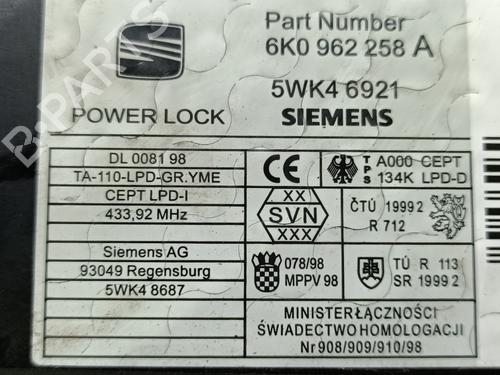 Part Number
6K0 962 258 A
5WK4 6921
POWER LOCK SIEMENS
DL 0081 98
TA-110-LPD-GR.YME
CEPT LPD-I
433,92 MHz
Siemens AG
93049 Regensburg
5WK4 8687
CE
T P S
A000 CEPT
134K LPD-D
XX
SVN
XXX
ČTÚ 1999 2
R 712
078/98
MPPV 98
TÚ R 113
SR 1999 2
MINISTERŁĄCZNOŚCI
ŚWIADECTWO HOMOLOGACJI
Nr 908/909/910/98
B-PARTS